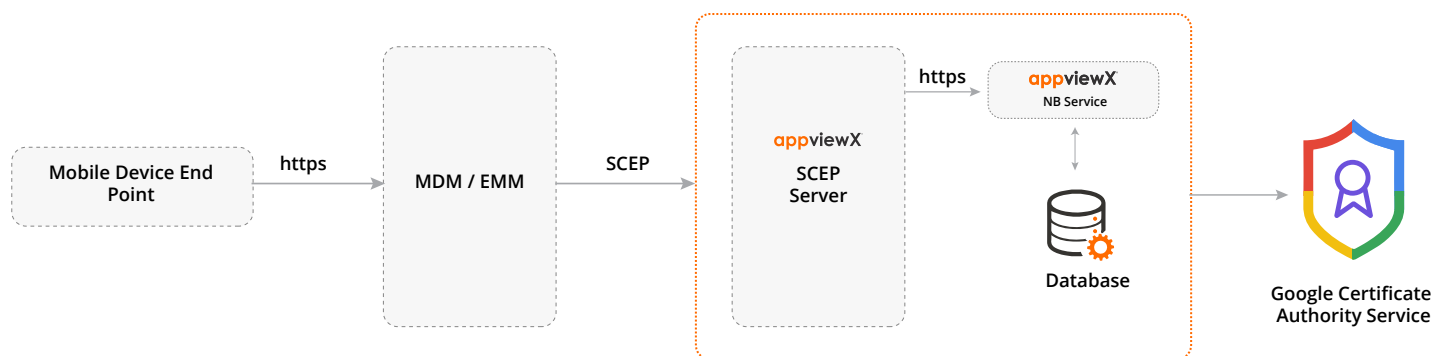 Mobile Device End
Point
https
MDM / EMM
SCEP
appviewX
SCEP
Server
https
appviewX
NB Service
Database
Google Certificate
Authority Service